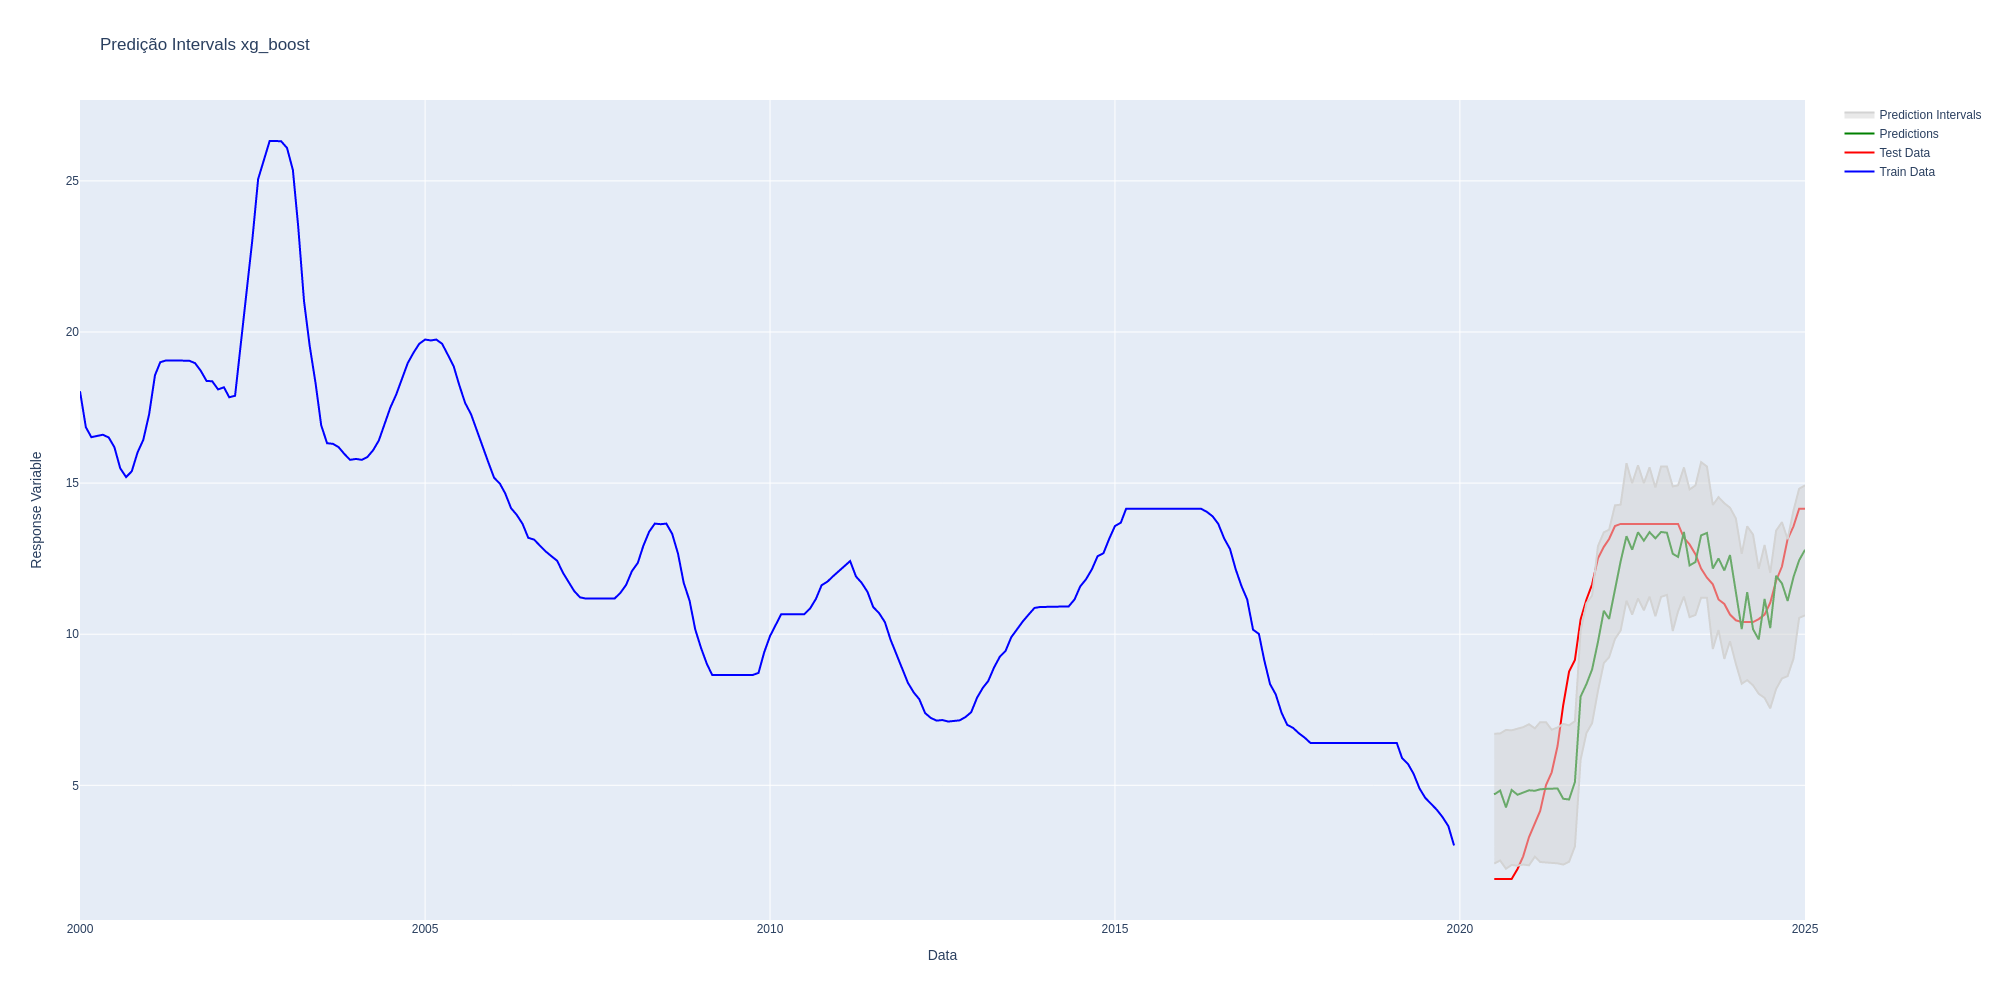 Predição Intervals xg_boost
Prediction Intervals
Predictions
Test Data
Train Data
Response Variable
25
20
15
10
5
2000
2005
2010
2015
2020
2025
Data